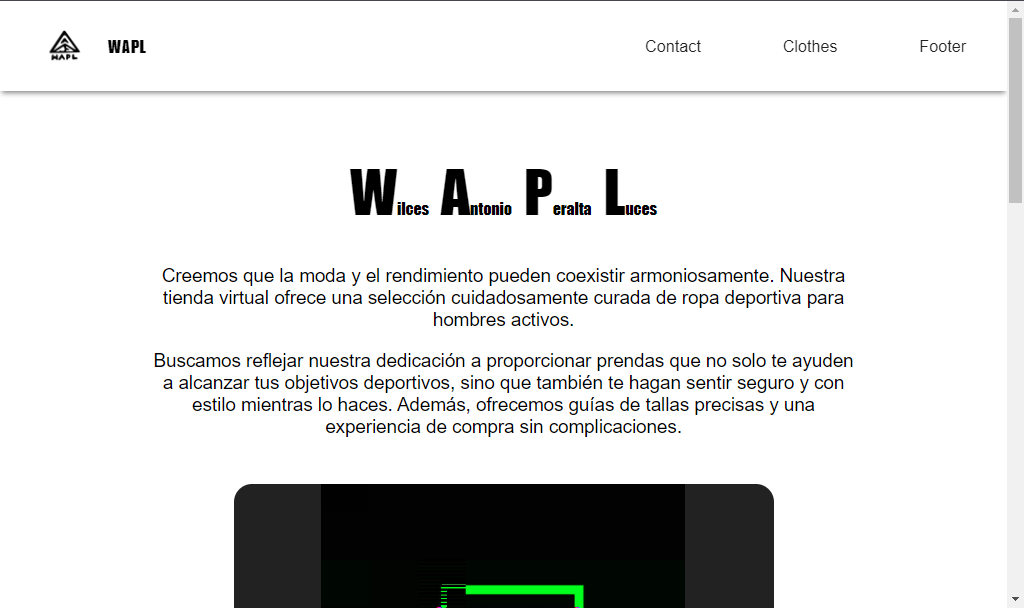 WAPL
WAPL
Contact
Clothes
Footer
Wilces Antonio Peralta Luces
Creemos que la moda y el rendimiento pueden coexistir armoniosamente. Nuestra
tienda virtual ofrece una selección cuidadosamente curada de ropa deportiva para
hombres activos.
Buscamos reflejar nuestra dedicación a proporcionar prendas que no solo te ayuden
a alcanzar tus objetivos deportivos, sino que también te hagan sentir seguro y con
estilo mientras lo haces. Además, ofrecemos guías de tallas precisas y una
experiencia de compra sin complicaciones.